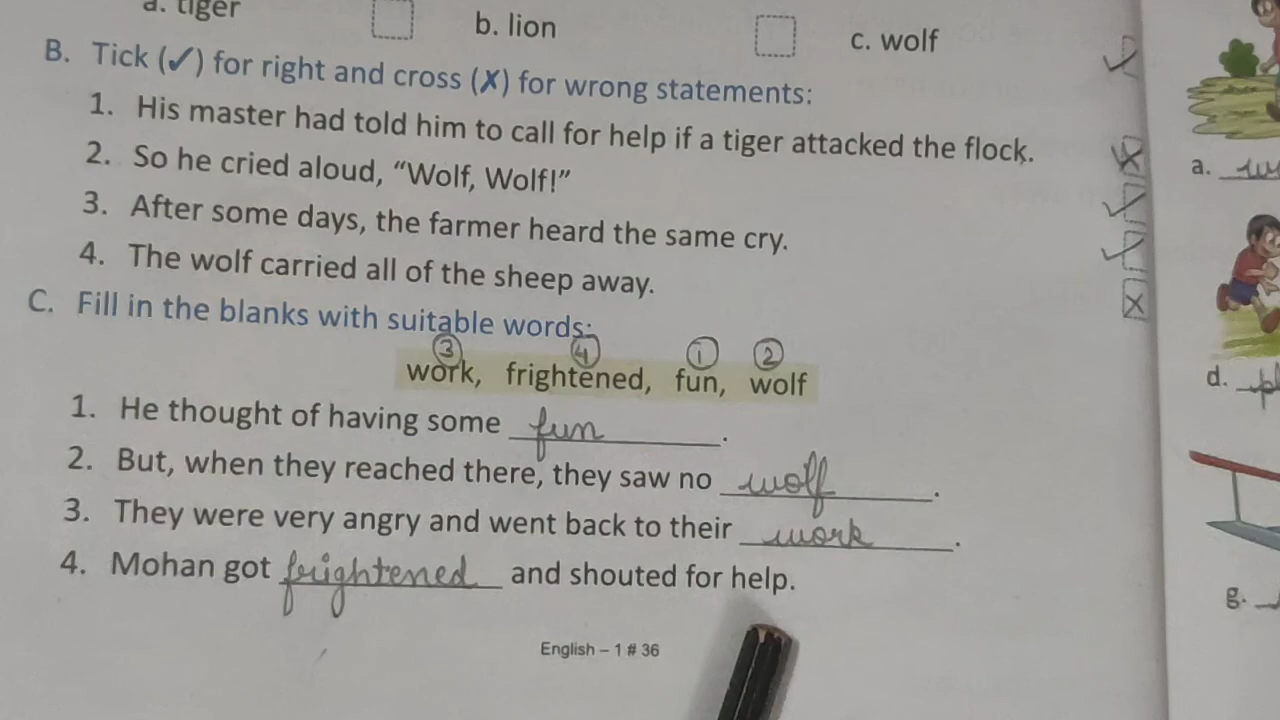 a. tiger b. lion c. wolf
B. Tick (✓) for right and cross (✗) for wrong statements:
1. His master had told him to call for help if a tiger attacked the flock.
2. So he cried aloud, “Wolf, Wolf!”
3. After some days, the farmer heard the same cry.
4. The wolf carried all of the sheep away.
C. Fill in the blanks with suitable words:
3 4 1 2
work, frightened, fun, wolf
1. He thought of having some fun.
2. But, when they reached there, they saw no wolf.
3. They were very angry and went back to their work.
4. Mohan got frightened and shouted for help.
English – 1 # 36
a.
d.
g.